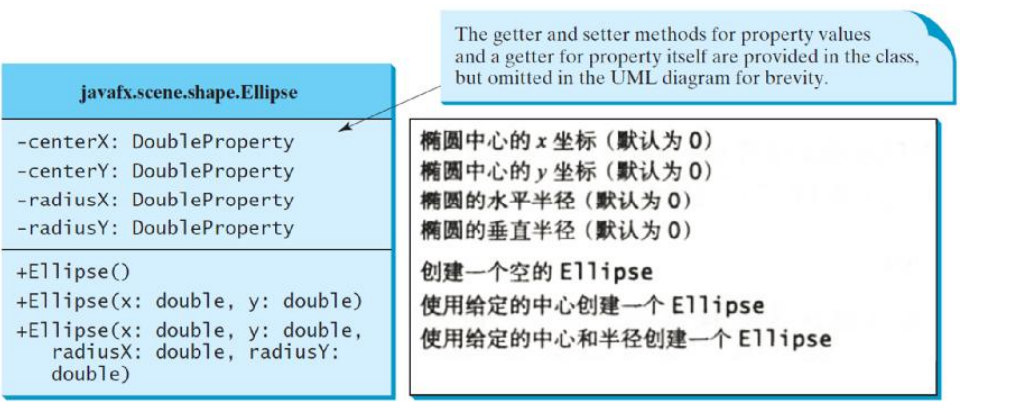 The getter and setter methods for property values
and a getter for property itself are provided in the class,
but omitted in the UML diagram for brevity.
javafx.scene.shape.Ellipse
-centerX: DoubleProperty
-centerY: DoubleProperty
-radiusX: DoubleProperty
-radiusY: DoubleProperty
+Ellipse()
+Ellipse(x: double, y: double)
+Ellipse(x: double, y: double,
radiusX: double, radiusY:
double)
椭圆中心的 x 坐标（默认为 0）
椭圆中心的 y 坐标（默认为 0）
椭圆的水平半径（默认为 0）
椭圆的垂直半径（默认为 0）
创建一个空的 Ellipse
使用给定的中心创建一个 Ellipse
使用给定的中心和半径创建一个 Ellipse